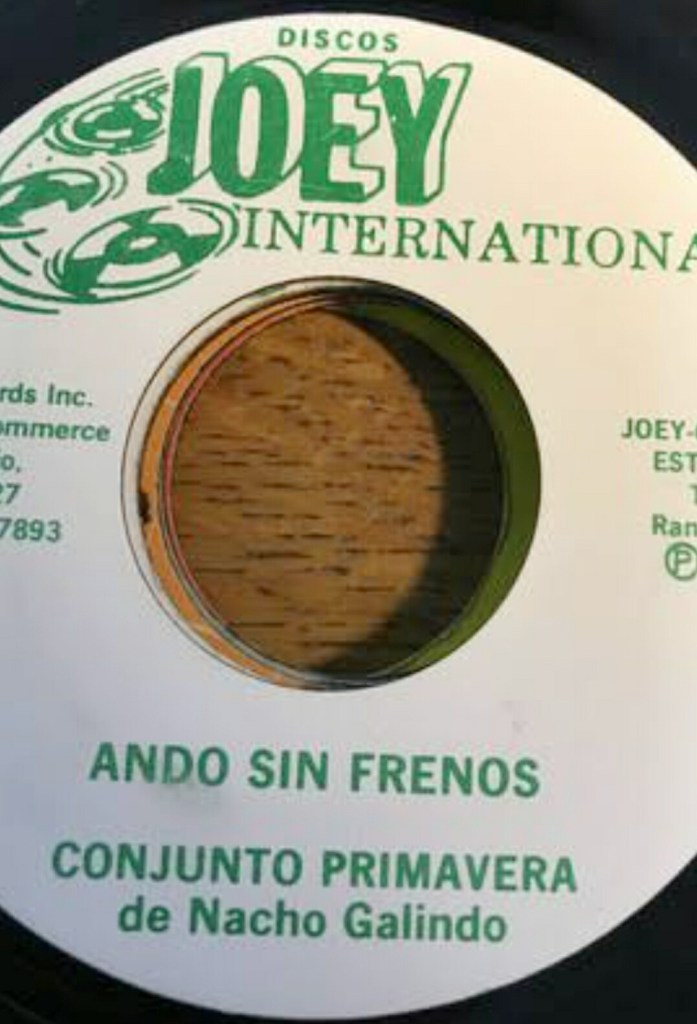 DISCOS
JOEY
INTERNATIONA
rds Inc.
ommerce
io,
27
7893
JOEY-
EST
T
Ran
Ⓟ
ANDO SIN FRENOS
CONJUNTO PRIMAVERA
de Nacho Galindo